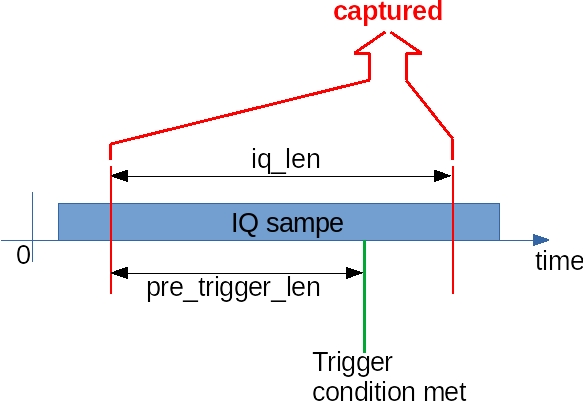 captured
iq_len
IQ sampe
0
time
pre_trigger_len
Trigger
condition met